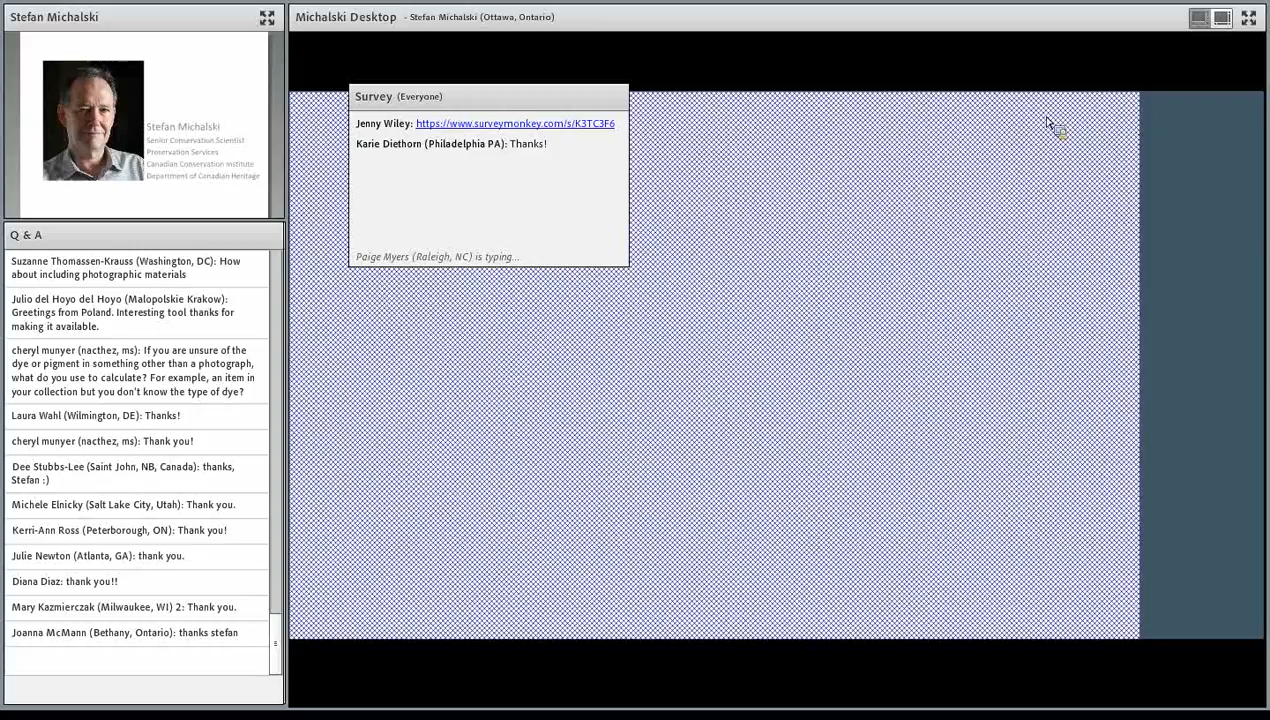 Stefan Michalski
Stefan Michalski
Senior Conservation Scientist
Preservation Services
Canadian Conservation Institute
Department of Canadian Heritage
Q & A
Suzanne Thomassen-Krauss (Washington, DC): How
about including photographic materials
Julio del Hoyo del Hoyo (Malopolskie Krakow):
Greetings from Poland. Interesting tool thanks for
making it available.
cheryl munyer (nacthez, ms): If you are unsure of the
dye or pigment in something other than a photograph,
what do you use to calculate? For example, an item in
your collection but you don't know the type of dye?
Laura Wahl (Wilmington, DE): Thanks!
cheryl munyer (nacthez, ms): Thank you!
Dee Stubbs-Lee (Saint John, NB, Canada): thanks,
Stefan :)
Michele Elnicky (Salt Lake City, Utah): Thank you.
Kerri-Ann Ross (Peterborough, ON): Thank you!
Julie Newton (Atlanta, GA): thank you.
Diana Diaz: thank you!!
Mary Kazmierczak (Milwaukee, WI) 2: Thank you.
Joanna McMann (Bethany, Ontario): thanks stefan
Michalski Desktop - Stefan Michalski (Ottawa, Ontario)
Survey (Everyone)
Jenny Wiley: https://www.surveymonkey.com/s/K3TC3F6
Karie Diethorn (Philadelphia PA): Thanks!
Paige Myers (Raleigh, NC) is typing...